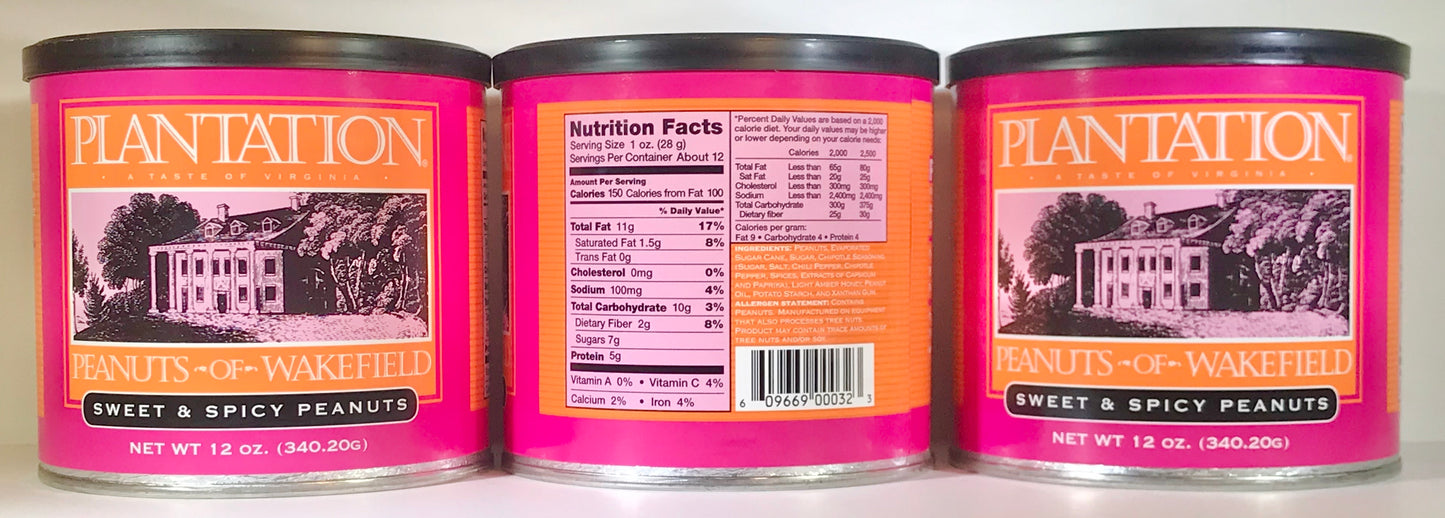 PLANTATION®
• A TASTE OF VIRGINIA •
PEANUTS OF WAKEFIELD
SWEET & SPICY PEANUTS
NET WT 12 OZ. (340.20G)
Nutrition Facts
Serving Size 1 oz. (28 g)
Servings Per Container About 12
Amount Per Serving
Calories 150 Calories from Fat 100
% Daily Value*
Total Fat 11g 17%
Saturated Fat 1.5g 8%
Trans Fat 0g
Cholesterol 0mg 0%
Sodium 100mg 4%
Total Carbohydrate 10g 3%
Dietary Fiber 2g 8%
Sugars 7g
Protein 5g
Vitamin A 0% • Vitamin C 4%
Calcium 2% • Iron 4%
*Percent Daily Values are based on a 2,000
calorie diet. Your daily values may be higher
or lower depending on your calorie needs:
Calories 2,000 2,500
Total Fat Less than 65g 80g
Sat Fat Less than 20g 25g
Cholesterol Less than 300mg 300mg
Sodium Less than 2,400mg 2,400mg
Total Carbohydrate 300g 375g
Dietary fiber 25g 30g
Calories per gram:
Fat 9 • Carbohydrate 4 • Protein 4
INGREDIENTS: PEANUTS, EVAPORATED
SUGAR CANE, SUGAR, CHIPOTLE SEASONING
(SUGAR, SALT, CHILI PEPPER, CHIPOTLE
PEPPER, SPICES, EXTRACTS OF CAPSICUM
AND PAPRIKA), LIGHT AMBER HONEY, PEANUT
OIL, POTATO STARCH, AND XANTHAN GUM.
ALLERGEN STATEMENT: CONTAINS
PEANUTS. MANUFACTURED ON EQUIPMENT
THAT ALSO PROCESSES TREE NUTS.
PRODUCT MAY CONTAIN TRACE AMOUNTS OF
TREE NUTS AND/OR SOY.
6 09669 00032 3
PLANTATION®
• A TASTE OF VIRGINIA •
PEANUTS OF WAKEFIELD
SWEET & SPICY PEANUTS
NET WT 12 OZ. (340.20G)